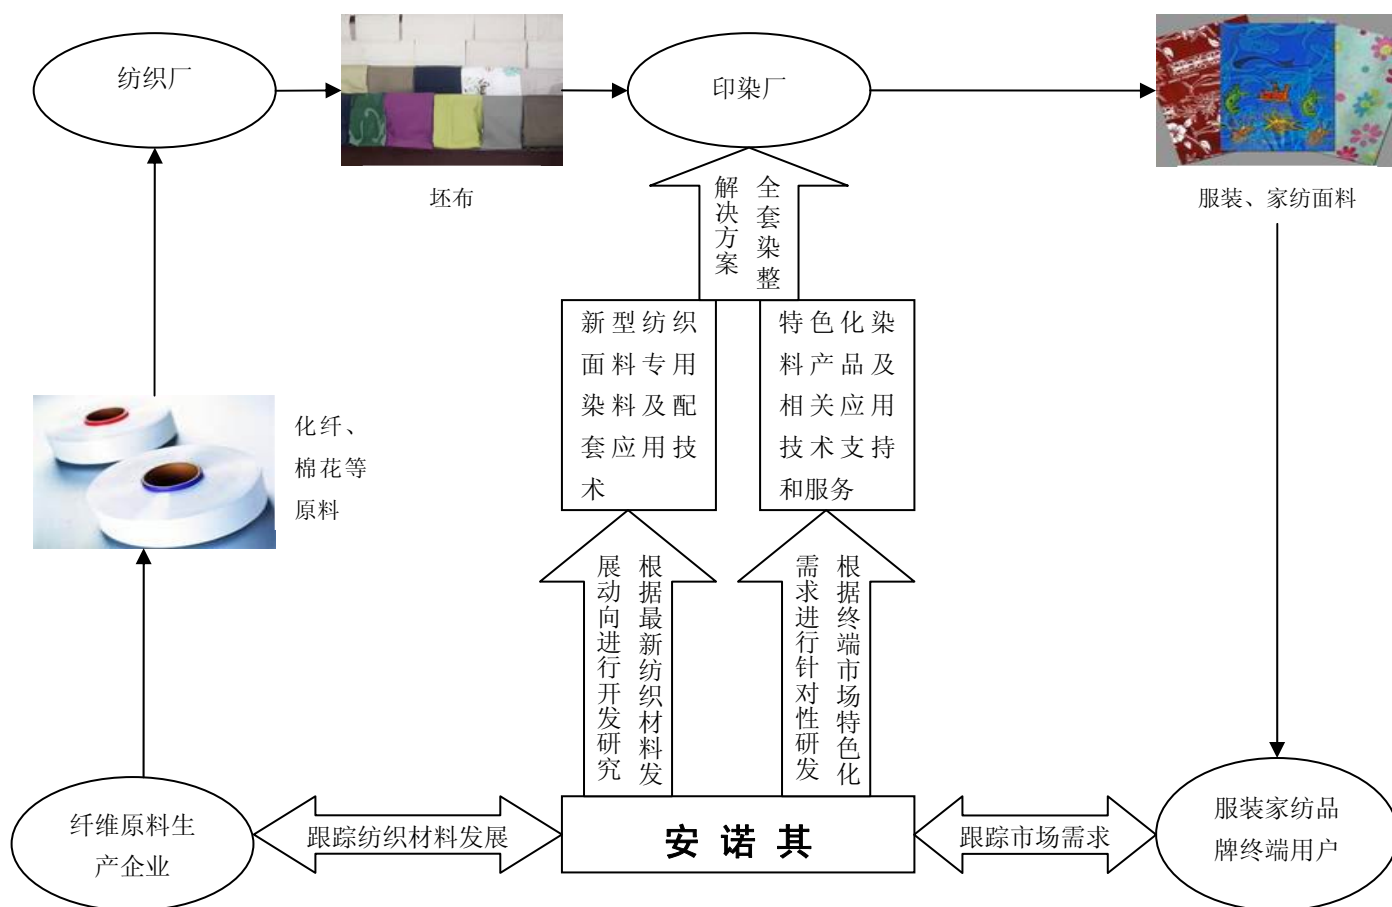 纺织厂
印染厂
坯布
服装、家纺面料
全套染整
解决方案
新型纺织
面料专用
染料及配
套应用技
术
特色化染
料产品及
相关应用
技术支持
和服务
化纤、
棉花等
原料
根据最新纺织材料发
展动向进行开发研究
根据终端市场特色化
需求进行针对性研发
纤维原料生
产企业
跟踪纺织材料发展
安诺其
跟踪市场需求
服装家纺品
牌终端用户